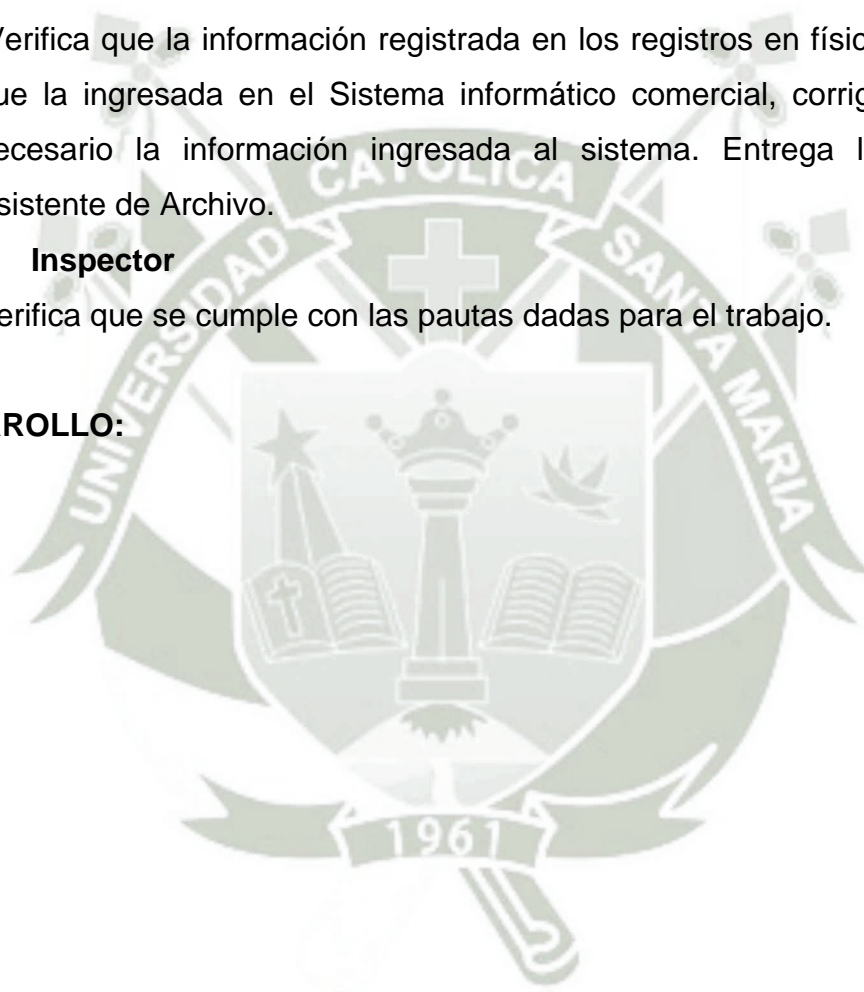 Verifica que la información registrada en los registros en físic
ue la ingresada en el Sistema informático comercial, corrig
ecesario la información ingresada al sistema. Entrega l
sistente de Archivo.
Inspector
erifica que se cumple con las pautas dadas para el trabajo.
ROLLO:
UNIVERSIDAD CATOLICA SANTA MARIA
1961